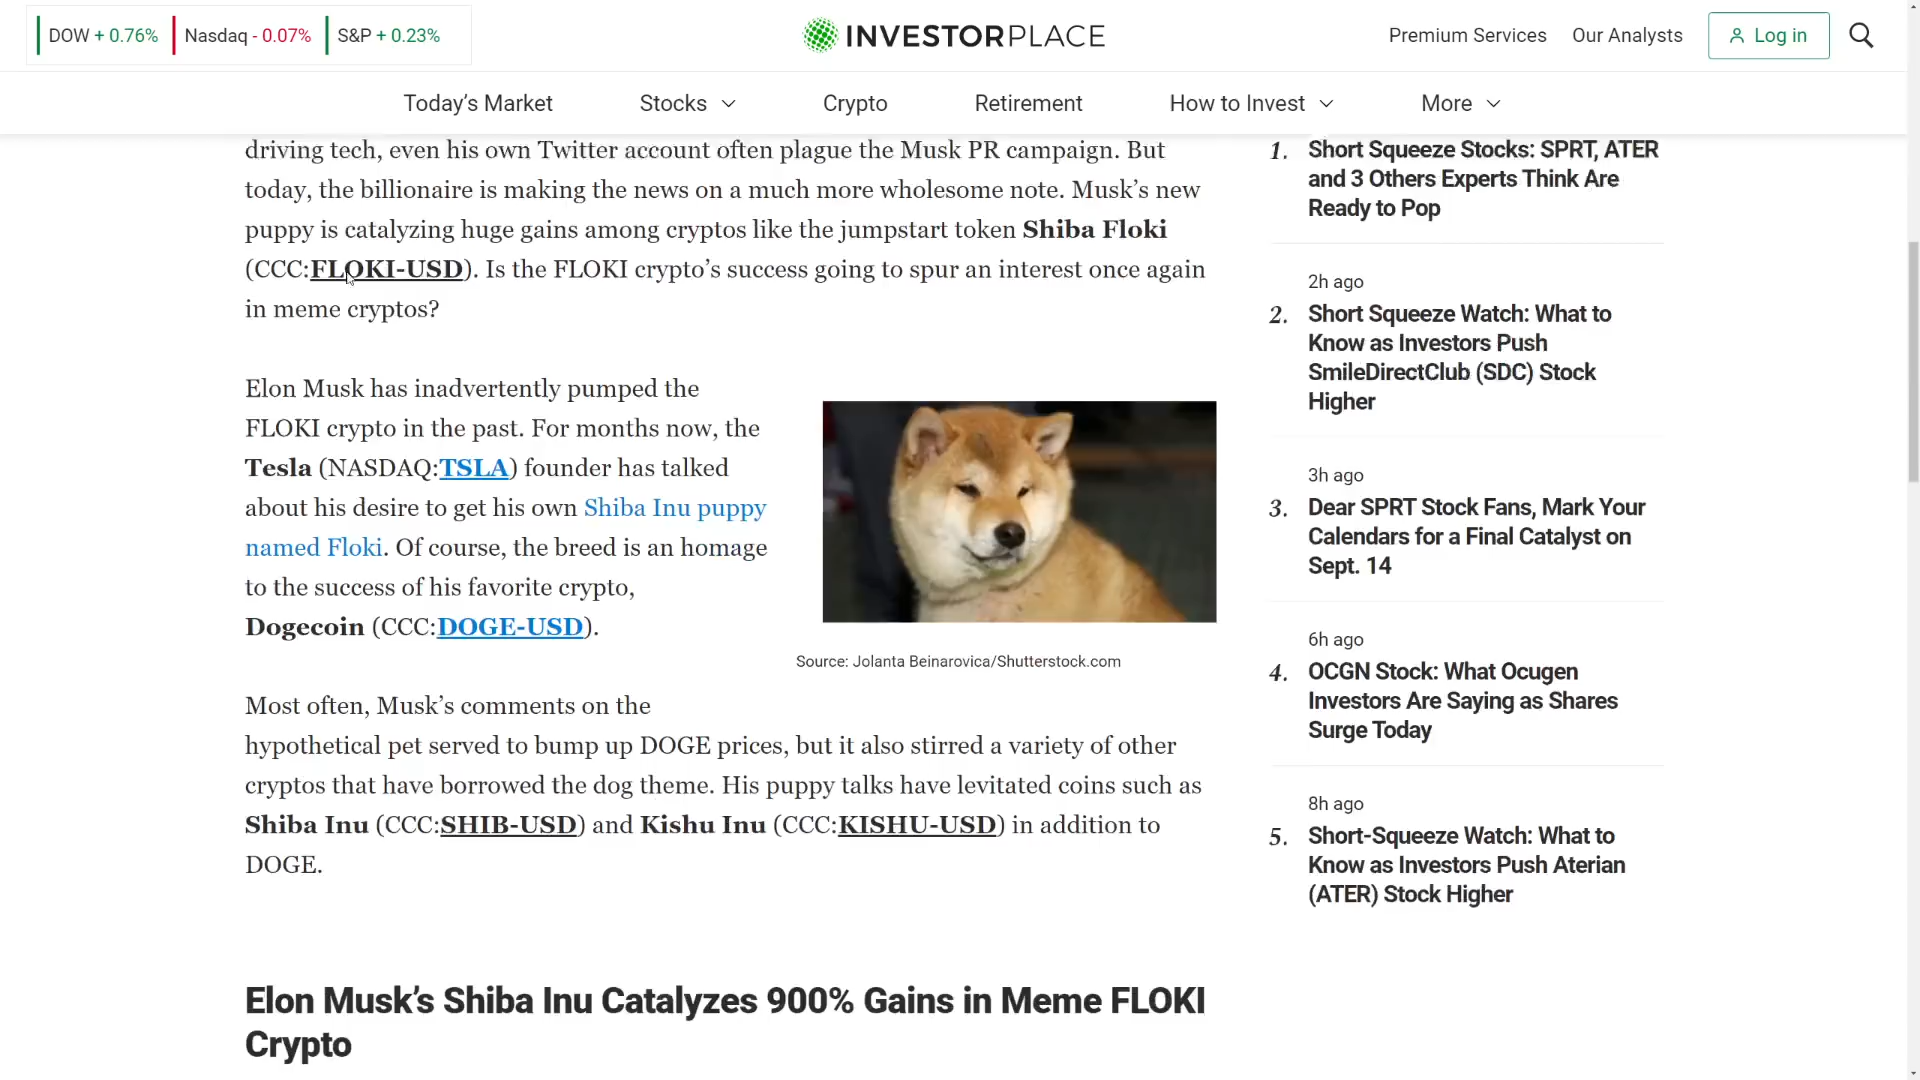 DOW + 0.76%
Nasdaq - 0.07%
S&P + 0.23%
INVESTORPLACE
Premium Services
Our Analysts
Log in
Today’s Market
Stocks
Crypto
Retirement
How to Invest
More
driving tech, even his own Twitter account often plague the Musk PR campaign. But
today, the billionaire is making the news on a much more wholesome note. Musk’s new
puppy is catalyzing huge gains among cryptos like the jumpstart token Shiba Floki
(CCC:FLOKI-USD). Is the FLOKI crypto’s success going to spur an interest once again
in meme cryptos?
Elon Musk has inadvertently pumped the
FLOKI crypto in the past. For months now, the
Tesla (NASDAQ:TSLA) founder has talked
about his desire to get his own Shiba Inu puppy
named Floki. Of course, the breed is an homage
to the success of his favorite crypto,
Dogecoin (CCC:DOGE-USD).
Source: Jolanta Beinarovica/Shutterstock.com
Most often, Musk’s comments on the
hypothetical pet served to bump up DOGE prices, but it also stirred a variety of other
cryptos that have borrowed the dog theme. His puppy talks have levitated coins such as
Shiba Inu (CCC:SHIB-USD) and Kishu Inu (CCC:KISHU-USD) in addition to
DOGE.
Elon Musk’s Shiba Inu Catalyzes 900% Gains in Meme FLOKI
Crypto
1. Short Squeeze Stocks: SPRT, ATER
and 3 Others Experts Think Are
Ready to Pop
2h ago
2. Short Squeeze Watch: What to
Know as Investors Push
SmileDirectClub (SDC) Stock
Higher
3h ago
3. Dear SPRT Stock Fans, Mark Your
Calendars for a Final Catalyst on
Sept. 14
6h ago
4. OCGN Stock: What Ocugen
Investors Are Saying as Shares
Surge Today
8h ago
5. Short-Squeeze Watch: What to
Know as Investors Push Aterian
(ATER) Stock Higher